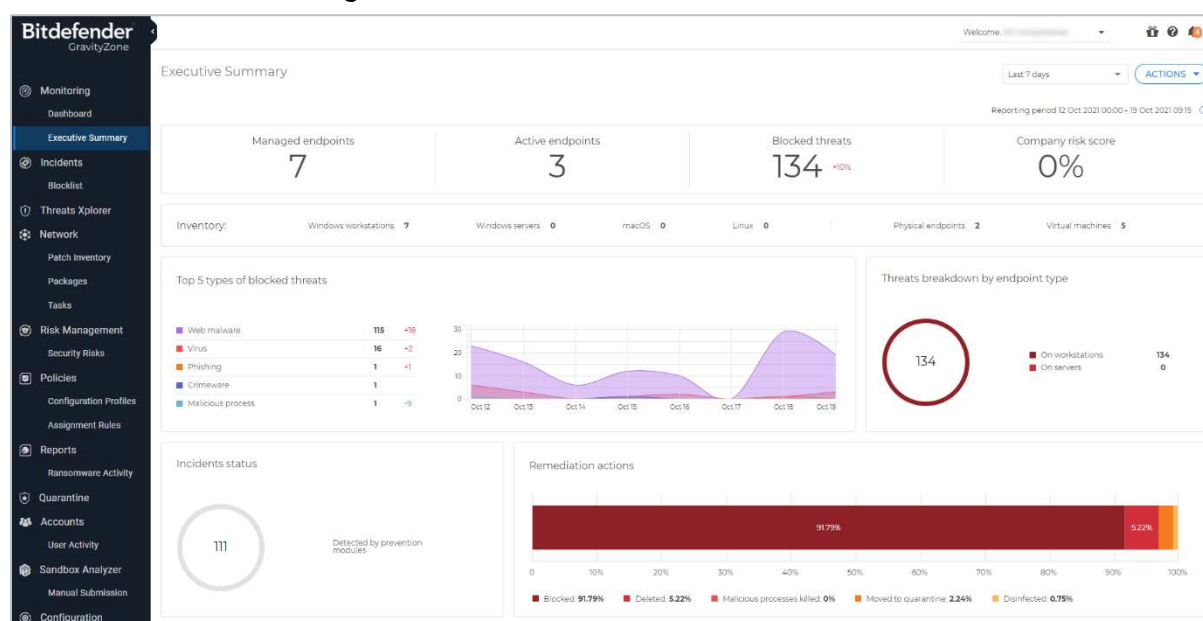 Bitdefender
GravityZone
Welcome,
Monitoring
Dashboard
Executive Summary
Incidents
Blocklist
Threats Xplorer
Network
Patch Inventory
Packages
Tasks
Risk Management
Security Risks
Policies
Configuration Profiles
Assignment Rules
Reports
Ransomware Activity
Quarantine
Accounts
User Activity
Sandbox Analyzer
Manual Submission
Configuration
Executive Summary
Last 7 days
ACTIONS
Reporting period 12 Oct 2021 00:00 - 19 Oct 2021 09:15
Managed endpoints
7
Active endpoints
3
Blocked threats
134 +10%
Company risk score
0%
Inventory: Windows workstations 7 Windows servers 0 macOS 0 Linux 0 Physical endpoints 2 Virtual machines 5
Top 5 types of blocked threats
Web malware 115 +18
Virus 16 +2
Phishing 1 +1
Crimeware 1
Malicious process 1 -9
30
20
10
0
Oct 12 Oct 13 Oct 14 Oct 15 Oct 16 Oct 17 Oct 18 Oct 19
Threats breakdown by endpoint type
134
On workstations 134
On servers 0
Incidents status
111
Detected by prevention
modules
Remediation actions
91.79% 5.22%
0 10% 20% 30% 40% 50% 60% 70% 80% 90% 100%
Blocked: 91.79% Deleted: 5.22% Malicious processes killed: 0% Moved to quarantine: 2.24% Disinfected: 0.75%